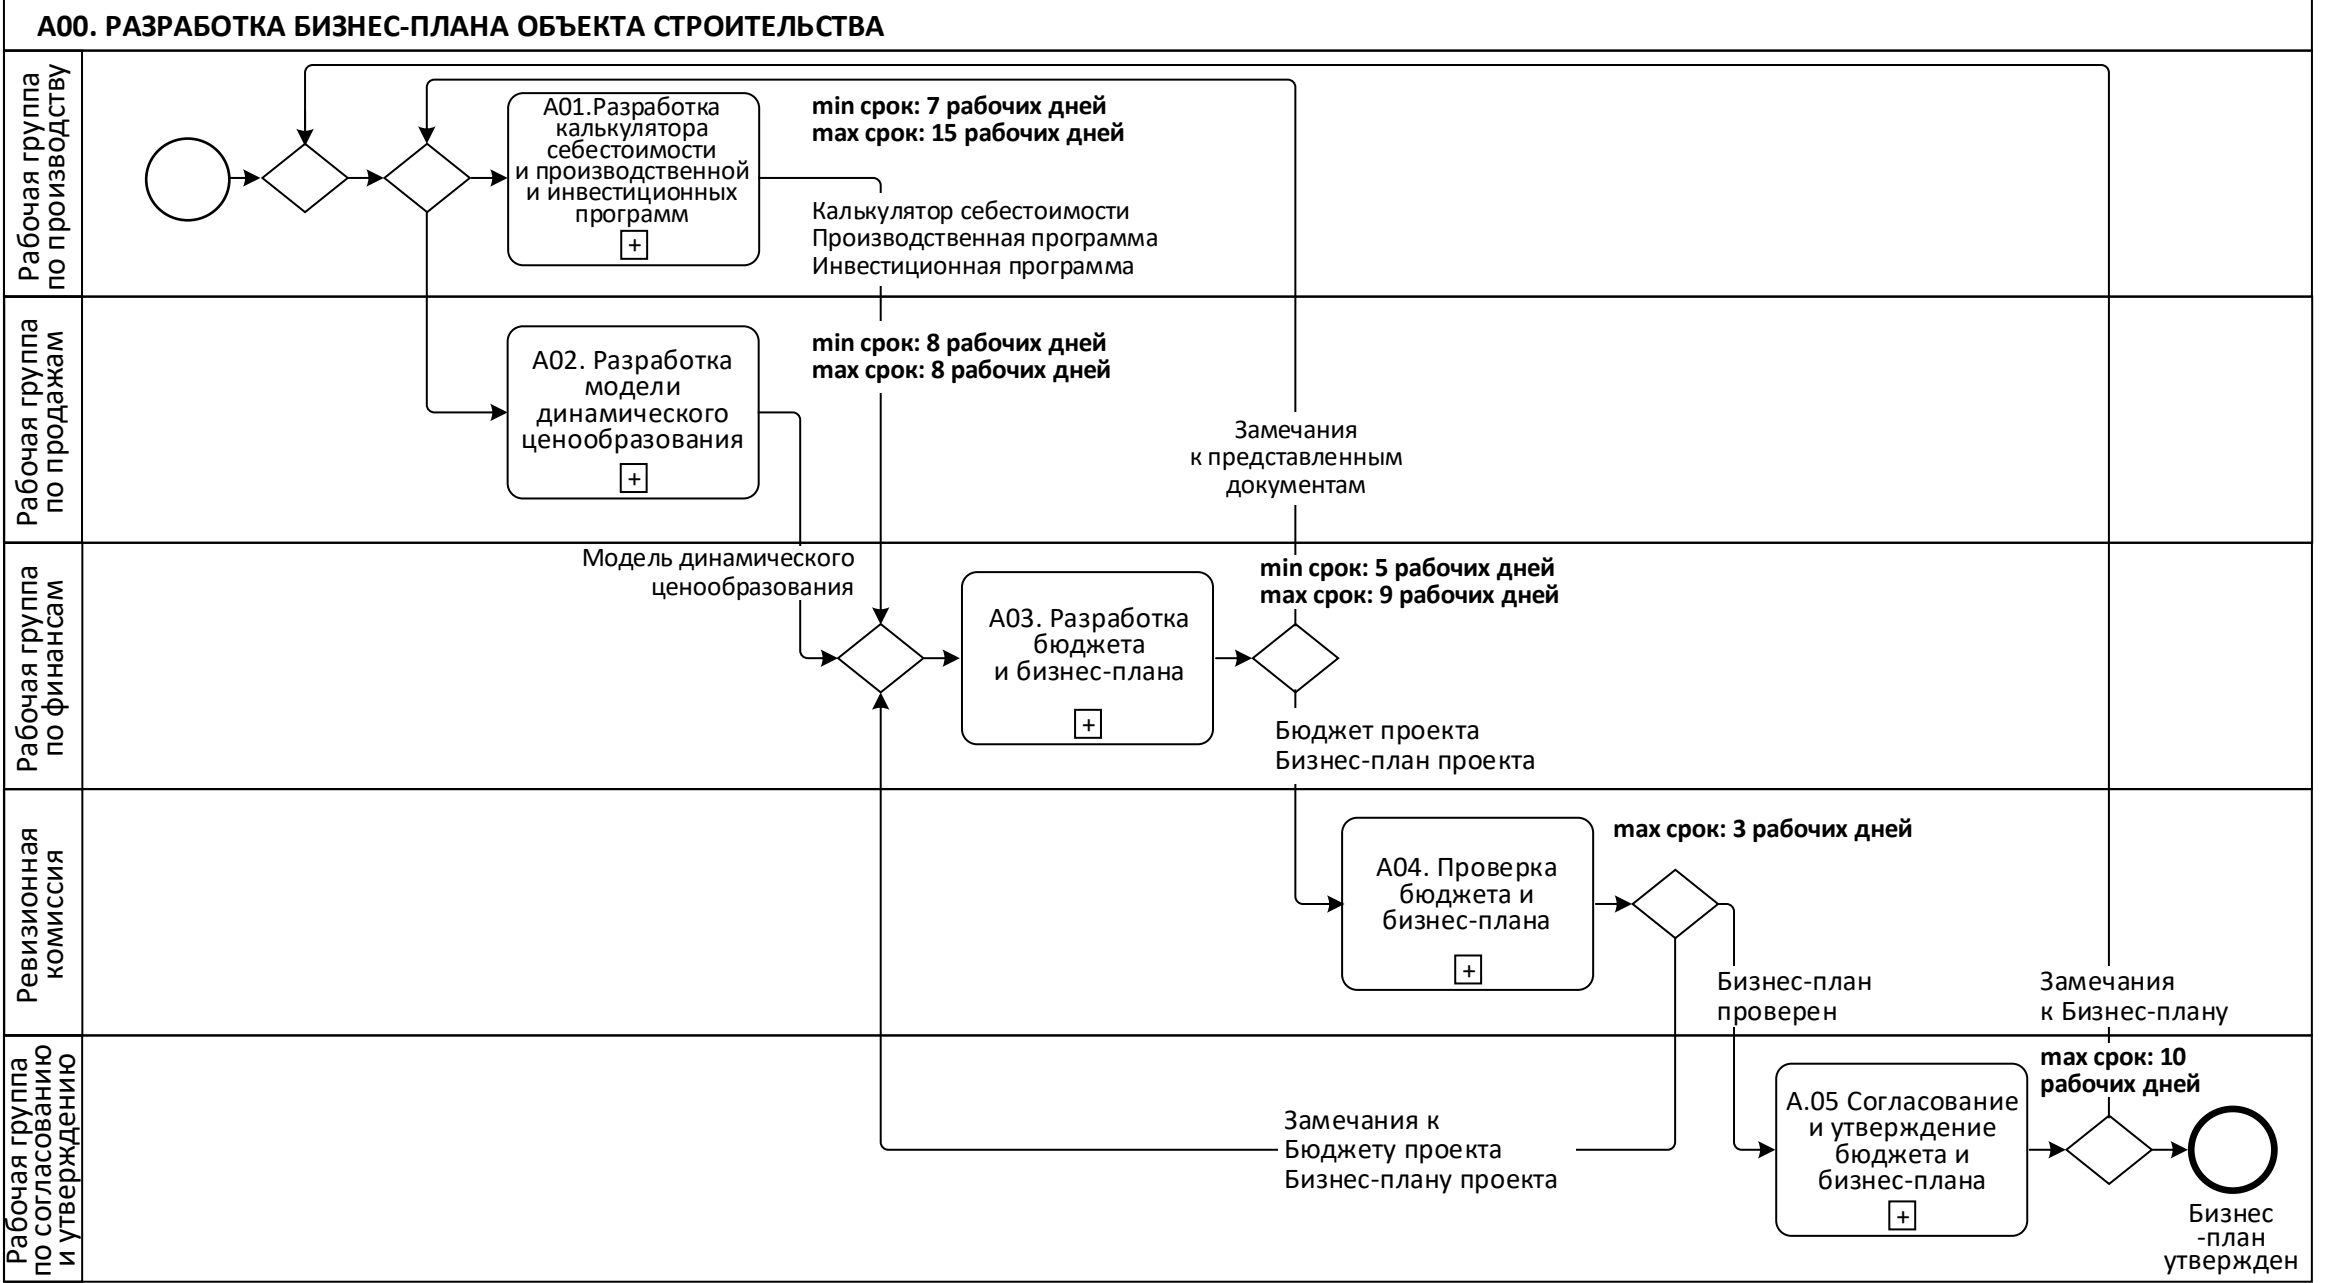 А00. РАЗРАБОТКА БИЗНЕС-ПЛАНА ОБЪЕКТА СТРОИТЕЛЬСТВА
Рабочая группа
по производству
А01.Разработка
калькулятора
себестоимости
и производственной
и инвестиционных
программ
+
min срок: 7 рабочих дней
max срок: 15 рабочих дней
Калькулятор себестоимости
Производственная программа
Инвестиционная программа
Рабочая группа
по продажам
А02. Разработка
модели
динамического
ценообразования
+
min срок: 8 рабочих дней
max срок: 8 рабочих дней
Замечания
к представленным
документам
Рабочая группа
по финансам
Модель динамического
ценообразования
А03. Разработка
бюджета
и бизнес-плана
+
min срок: 5 рабочих дней
max срок: 9 рабочих дней
Бюджет проекта
Бизнес-план проекта
Ревизионная
комиссия
А04. Проверка
бюджета и
бизнес-плана
+
max срок: 3 рабочих дней
Бизнес-план
проверен
Замечания
к Бизнес-плану
Рабочая группа
по согласованию
и утверждению
Замечания к
Бюджету проекта
Бизнес-плану проекта
А.05 Согласование
и утверждение
бюджета и
бизнес-плана
+
max срок: 10
рабочих дней
Бизнес
-план
утвержден